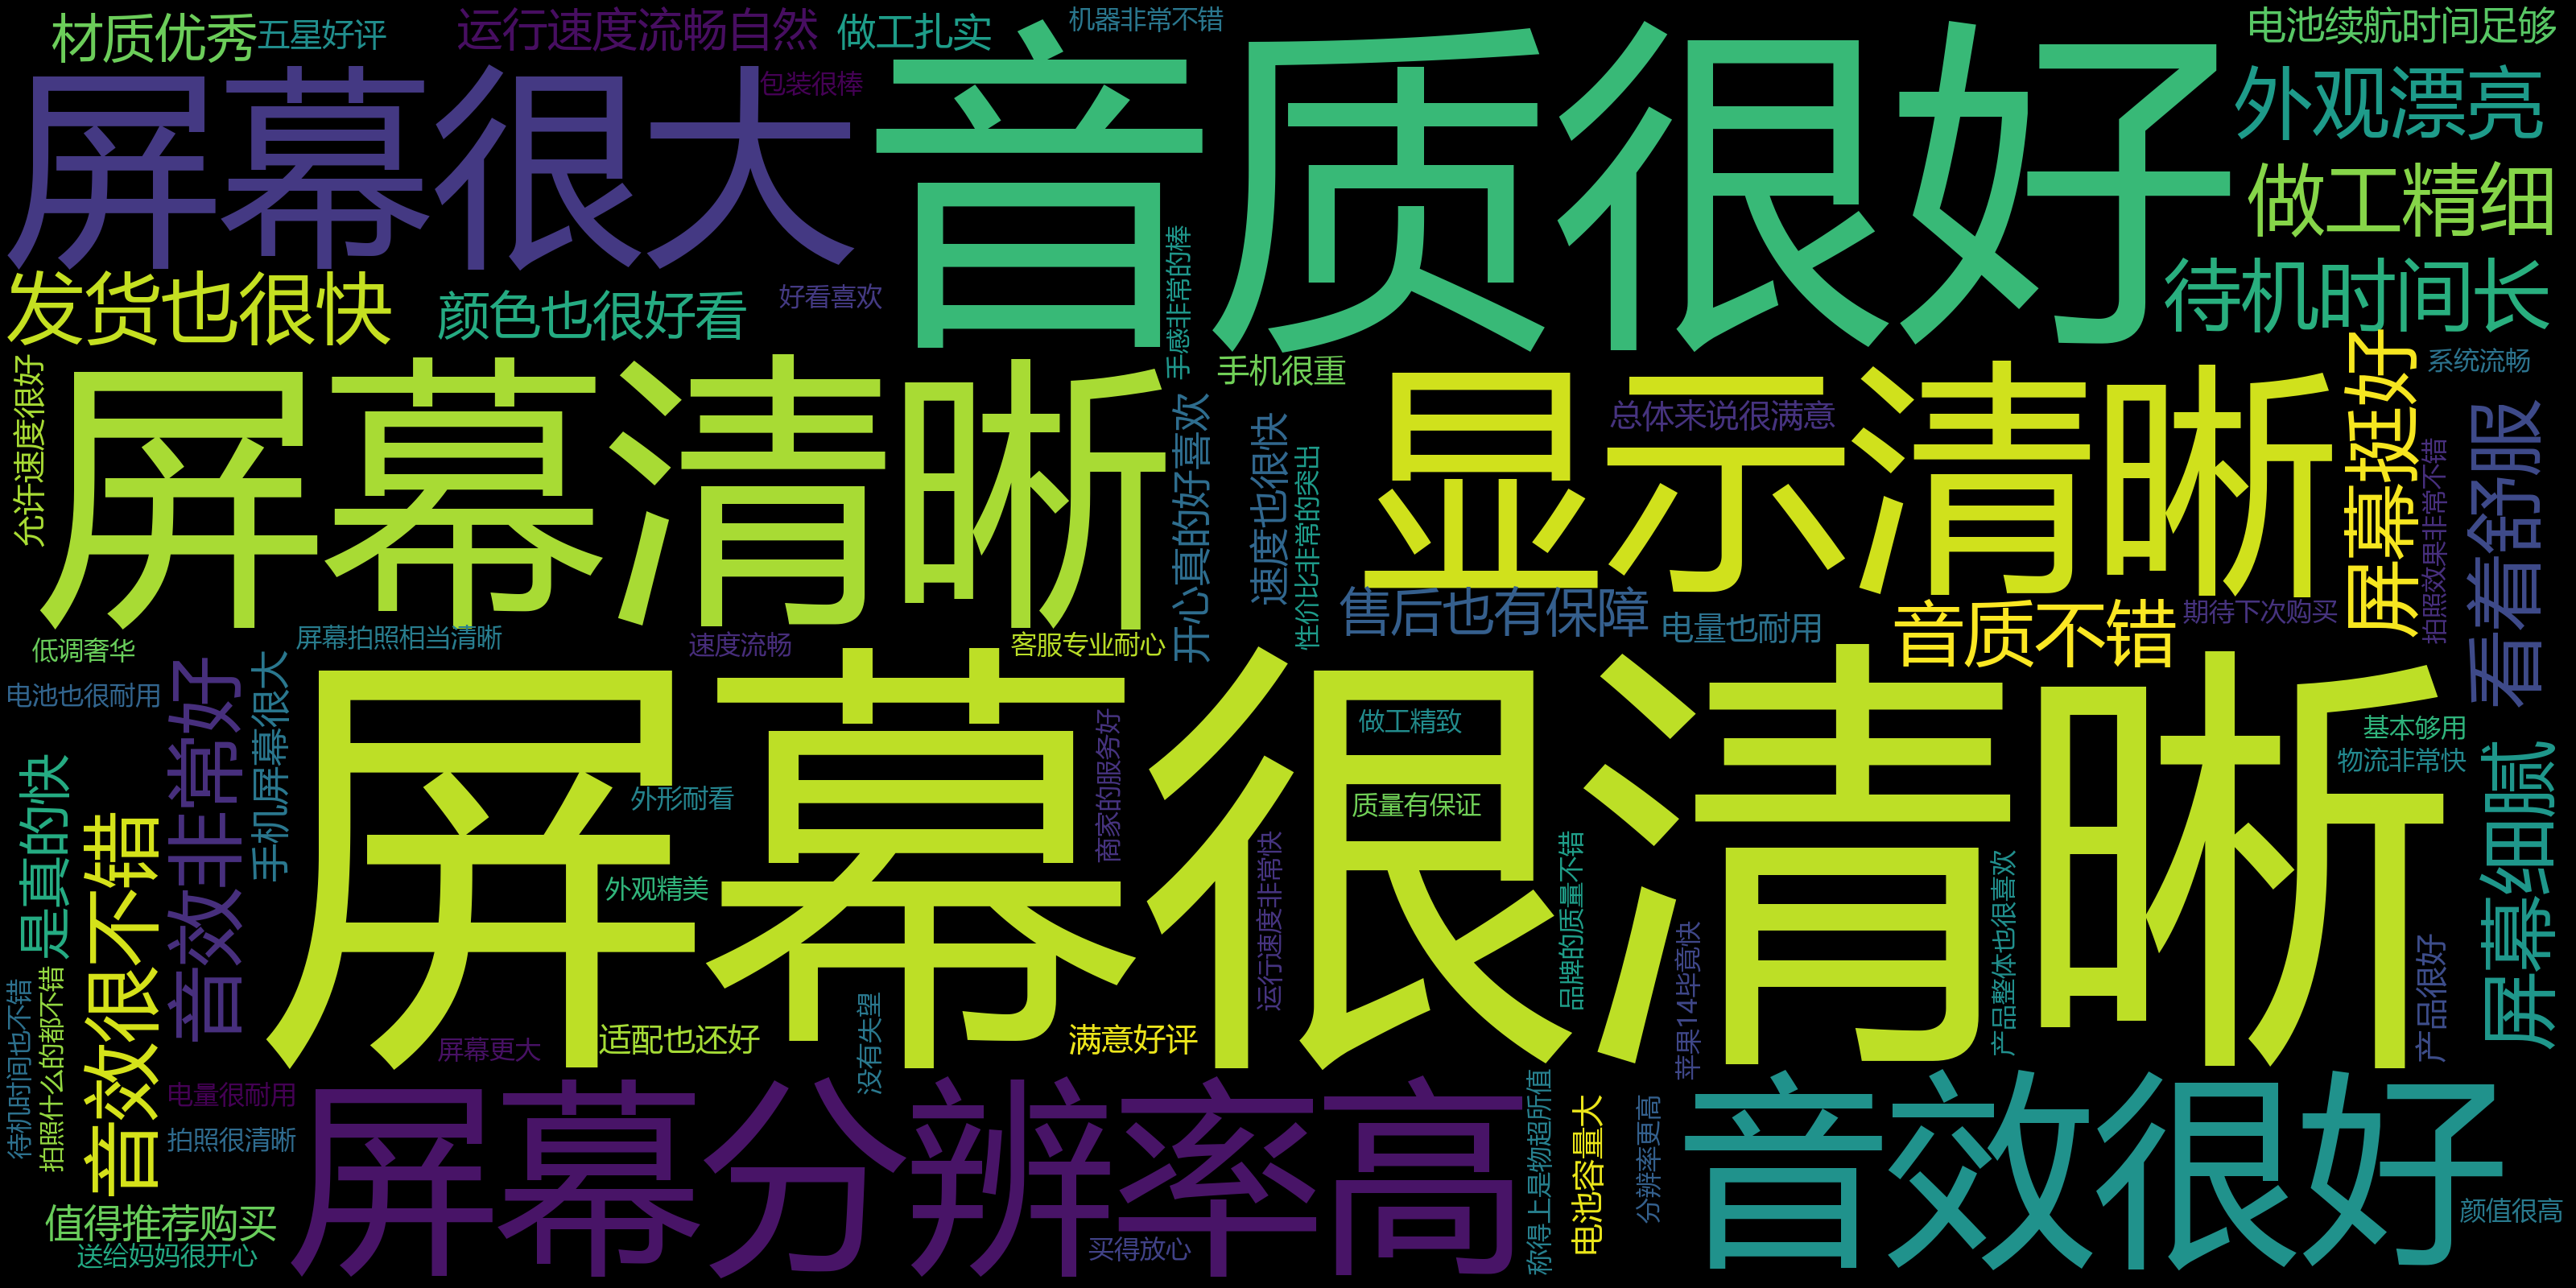 材质优秀
五星好评
运行速度流畅自然
做工扎实
机器非常不错
电池续航时间足够
屏幕很大
包装很棒
音质很好
外观漂亮
做工精细
发货也很快
颜色也很好看
好看喜欢
手感非常的棒
待机时间长
允许速度很好
屏幕清晰
手机很重
显示清晰
总体来说很满意
屏幕挺好
系统流畅
开心真的好喜欢
速度也很快
性价比非常的突出
拍照效果非常不错
看着舒服
售后也有保障
电量也耐用
音质不错
期待下次购买
低调奢华
屏幕拍照相当清晰
速度流畅
客服专业耐心
电池也很耐用
音效非常好
手机屏幕很大
屏幕很清晰
商家的服务好
做工精致
基本够用
物流非常快
是真的快
音效很不错
外形耐看
质量有保证
屏幕细腻
外观精美
运行速度非常快
品牌的质量不错
产品整体也很喜欢
苹果14毕竟快
产品很好
待机时间也不错
拍照什么的都不错
屏幕更大
适配也还好
没有失望
满意好评
电量很耐用
拍照很清晰
屏幕分辨率高
称得上是物超所值
电池容量大
分辨率更高
音效很好
值得推荐购买
送给妈妈很开心
买得放心
颜值很高